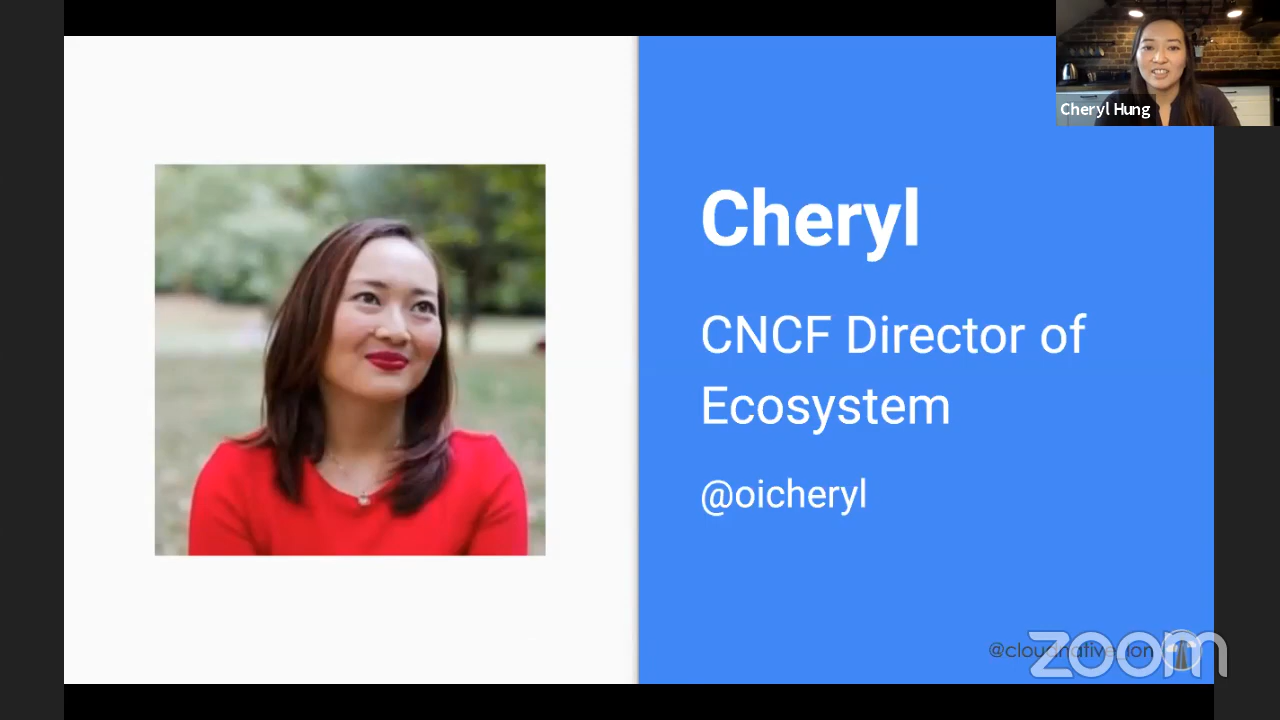 Cheryl Hung
Cheryl
CNCF Director of
Ecosystem
@oicheryl
zoom